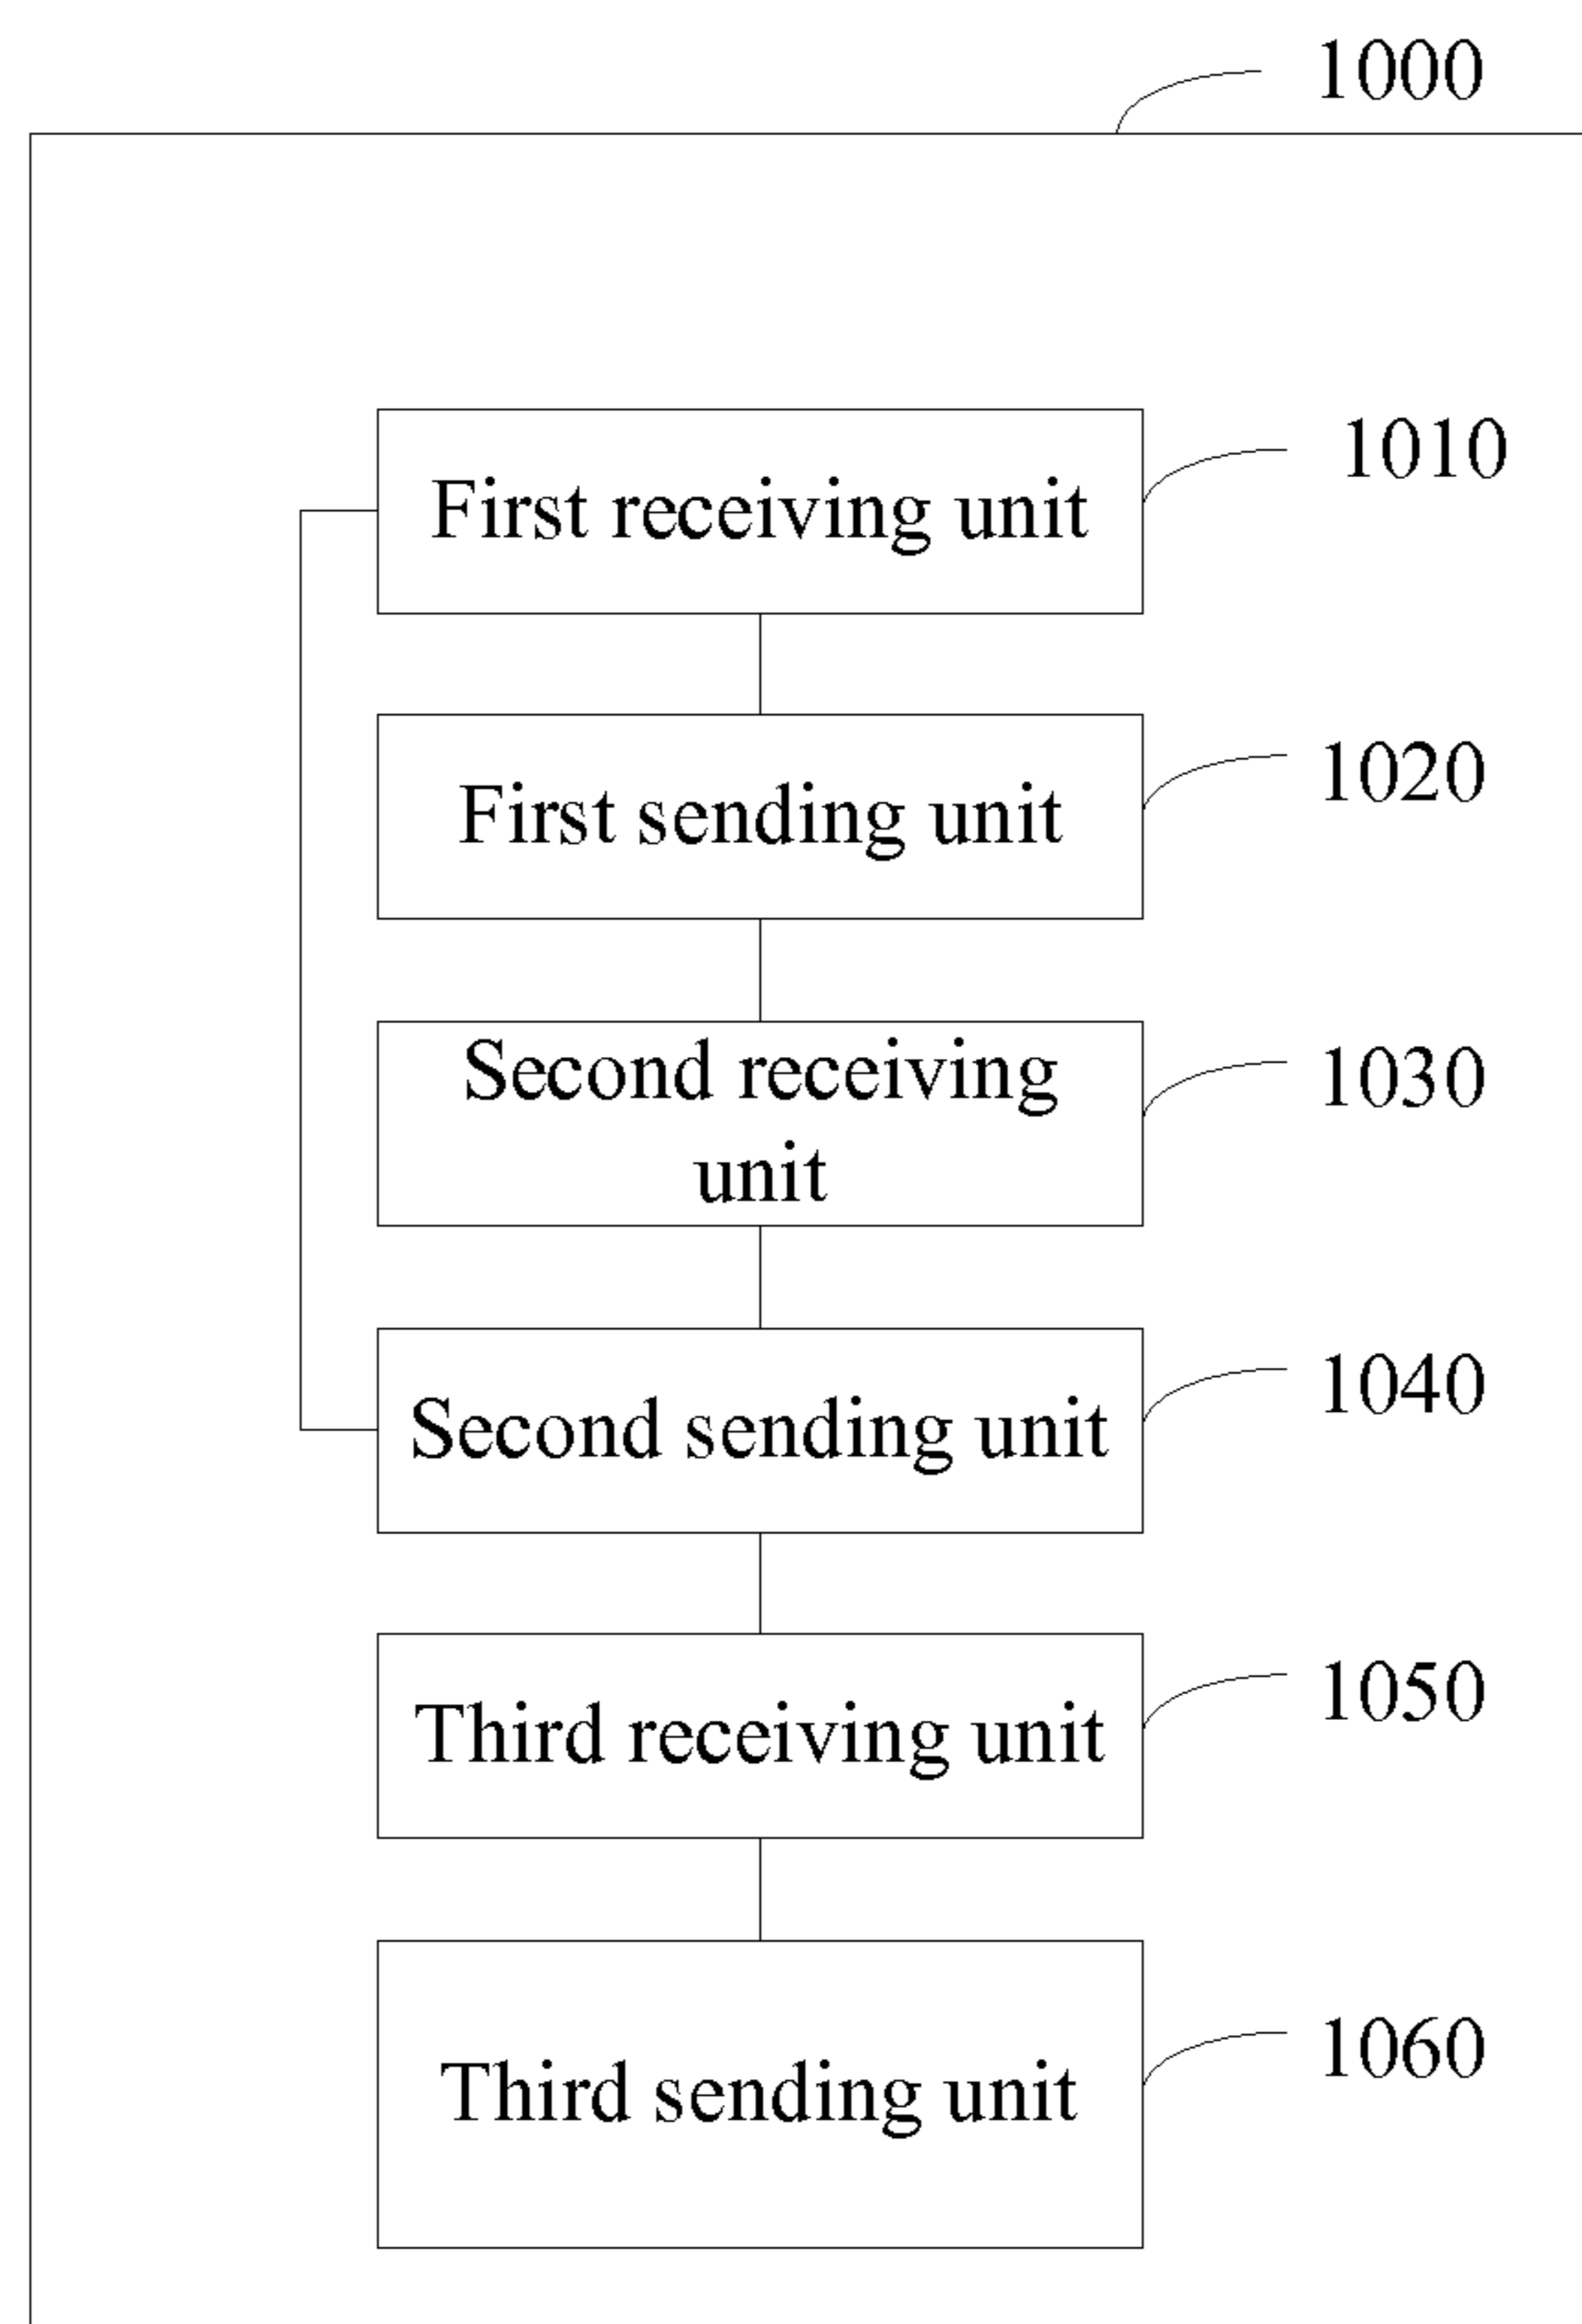 1000
First receiving unit
1010
First sending unit
1020
Second receiving
unit
1030
Second sending unit
1040
Third receiving unit
1050
Third sending unit
1060